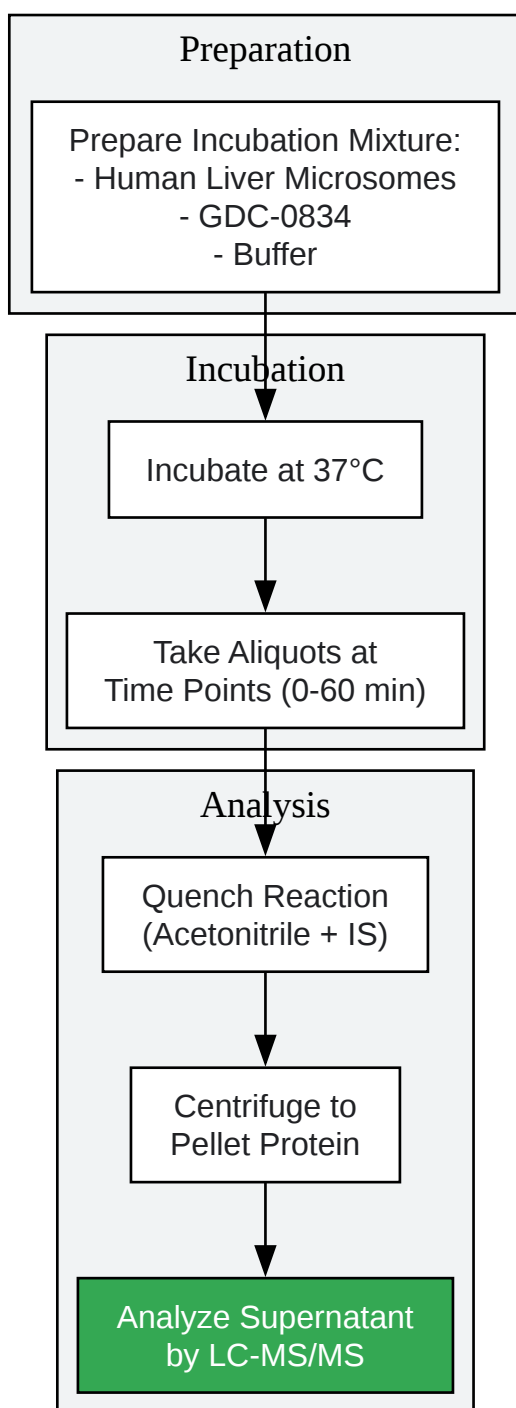 Preparation
Prepare Incubation Mixture:
- Human Liver Microsomes
- GDC-0834
- Buffer
Incubation
Incubate at 37°C
Take Aliquots at
Time Points (0-60 min)
Analysis
Quench Reaction
(Acetonitrile + IS)
Centrifuge to
Pellet Protein
Analyze Supernatant
by LC-MS/MS